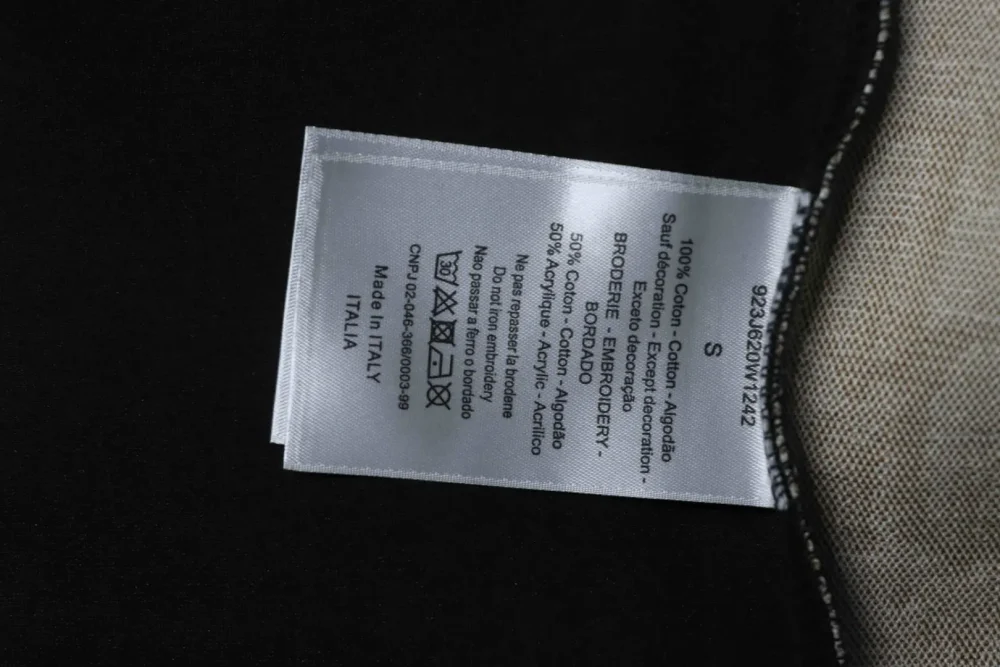 923J620W1242
S
100% Coton - Cotton - Algodão
Sauf décoration - Except decoration -
Exceto decoração
BRODERIE - EMBROIDERY -
BORDADO
50% Coton - Cotton - Algodão
50% Acrylique - Acrylic - Acrilico
Ne pas repasser la brodene
Do not iron embroidery
Nao passar a ferro o bordado
30
CNPJ 02-046-366/0003-99
Made In ITALY
ITALIA